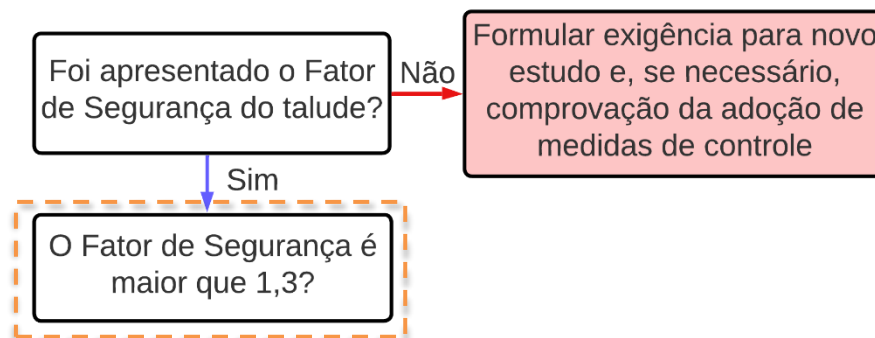 Foi apresentado o Fator
de Segurança do talude?
Não
Formular exigência para novo
estudo e, se necessário,
comprovação da adoção de
medidas de controle
Sim
O Fator de Segurança é
maior que 1,3?